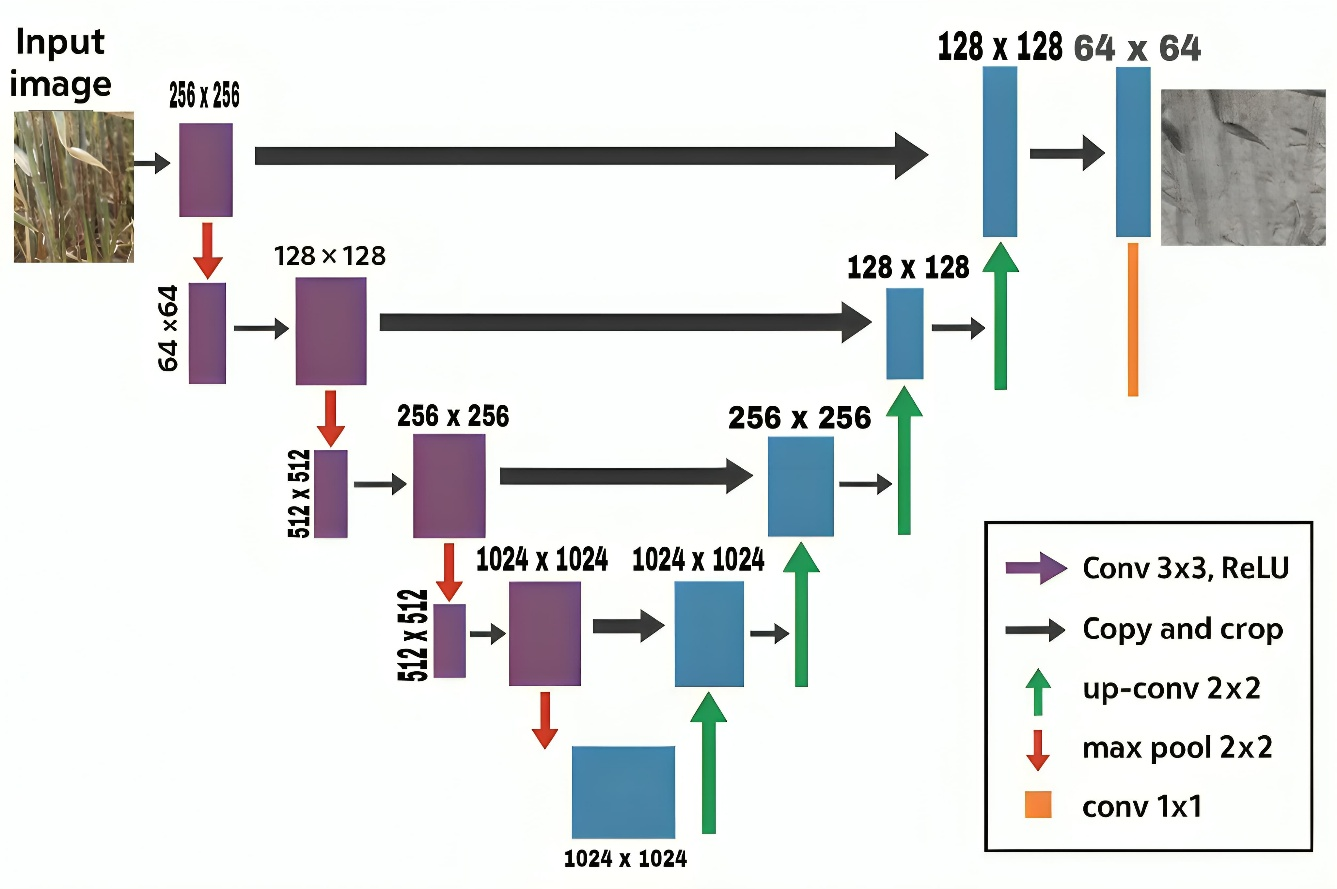 Input
image
256 x 256
128 x 128
64 x 64
128 × 128
64 ×64
128 x 128
256 x 256
512 x 512
256 x 256
1024 x 1024
1024 x 1024
512 x 512
1024 x 1024
Conv 3x3, ReLU
Copy and crop
up-conv 2x2
max pool 2x2
conv 1x1